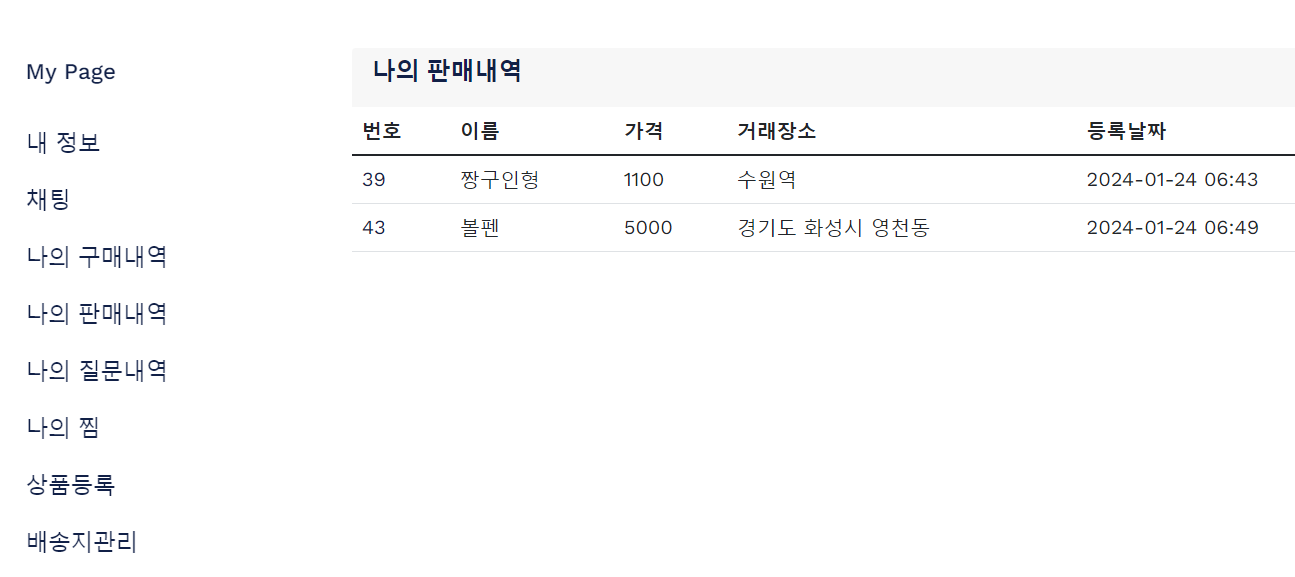 My Page
내 정보
채팅
나의 구매내역
나의 판매내역
나의 질문내역
나의 찜
상품등록
배송지관리
나의 판매내역
번호 이름 가격 거래장소 등록날짜
39 짱구인형 1100 수원역 2024-01-24 06:43
43 볼펜 5000 경기도 화성시 영천동 2024-01-24 06:49